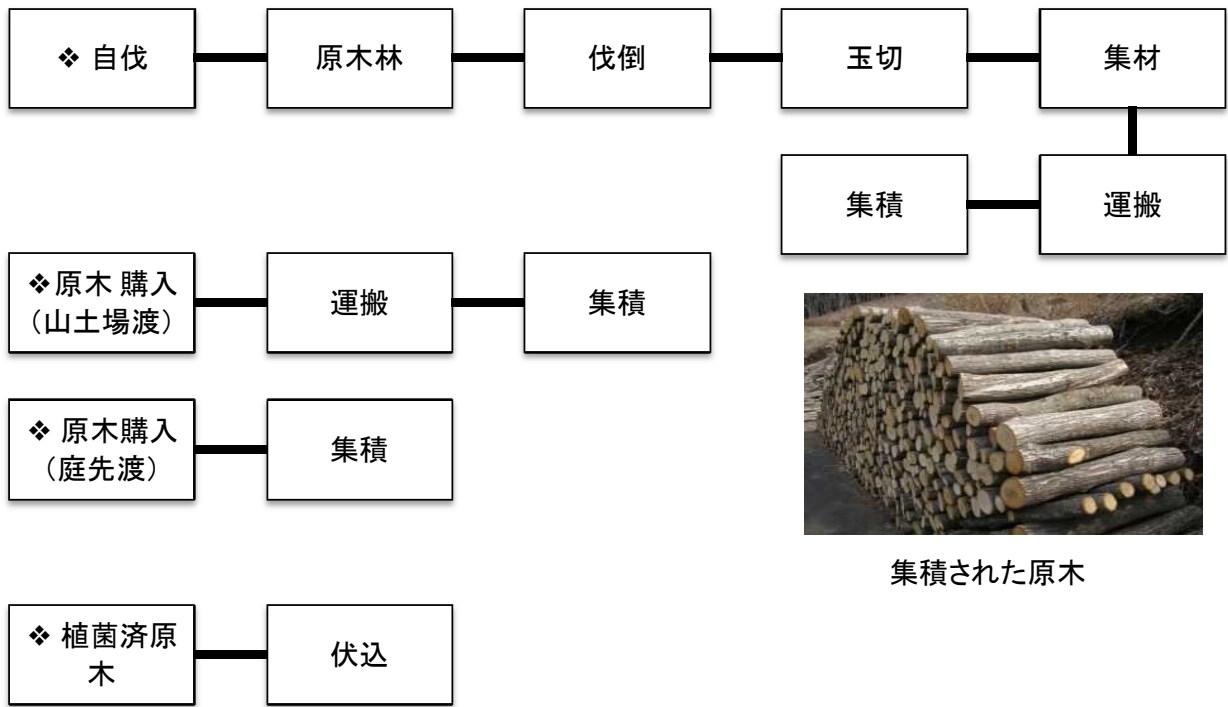 ❖ 自伐
原木林
伐倒
玉切
集材
集積
運搬
❖原木 購入
（山土場渡）
運搬
集積
❖ 原木購入
（庭先渡）
集積
集積された原木
❖ 植菌済原
木
伏込